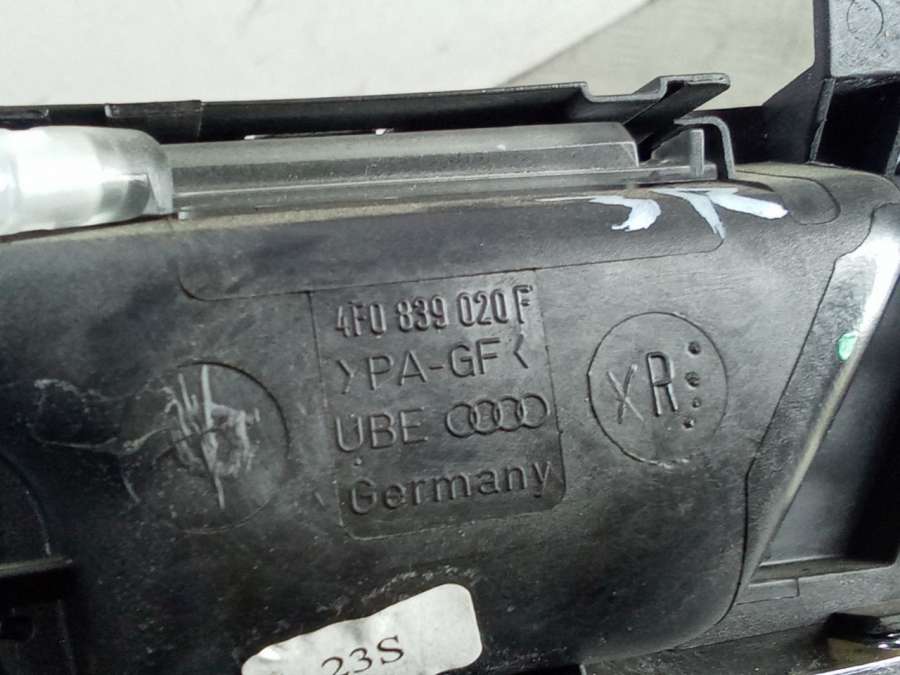 4F0 839 020 F
>PA-GF<
UBE
Germany
XR
23S